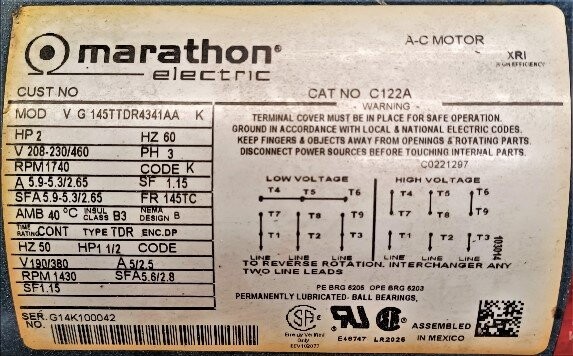 marathon®
electric
A-C MOTOR
XRI
HIGH EFFICIENCY
CUST NO
CAT NO C122A
MOD V G 145TTDR4341AA K
HP 2 HZ 60
V 208-230/460 PH 3
RPM 1740 CODE K
A 5.9-5.3/2.65 SF 1.15
SFA 5.9-5.3/2.65 FR 145TC
AMB 40 °C INSUL CLASS B3 NEMA DESIGN B
TIME RATING CONT TYPE TDR ENC.DP
HZ 50 HP 1 1/2 CODE
V 190/380 A 5/2.5
RPM 1430 SFA 5.6/2.8
SF 1.15
SER. NO. G14K100042
WARNING
TERMINAL COVER MUST BE IN PLACE FOR SAFE OPERATION.
GROUND IN ACCORDANCE WITH LOCAL & NATIONAL ELECTRIC CODES.
KEEP FINGERS & OBJECTS AWAY FROM OPENINGS & ROTATING PARTS.
DISCONNECT POWER SOURCES BEFORE TOUCHING INTERNAL PARTS.
C0221297
LOW VOLTAGE
T4 T5 T6
T7 T8 T9
T1 T2 T3
LINE LINE LINE
HIGH VOLTAGE
T4 T5 T6
T7 T8 T9
T1 T2 T3
LINE LINE LINE
103014
TO REVERSE ROTATION, INTERCHANGE ANY
TWO LINE LEADS
PE BRG 6205 OPE BRG 6203
PERMANENTLY LUBRICATED- BALL BEARINGS,
Energy Verified
EEV102077
E46747 LR2025
ASSEMBLED
IN MEXICO